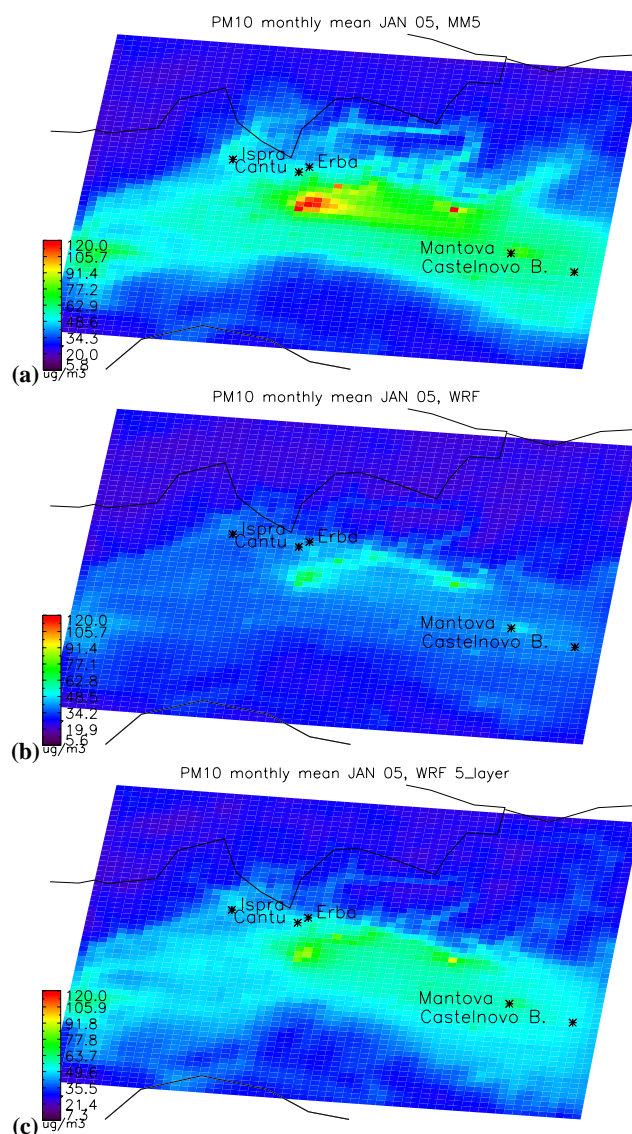 PM10 monthly mean JAN 05, MM5
Ispra
Cantu
Erba
Mantova
Castelnovo B.
120.0
105.7
91.4
77.2
62.9
48.6
34.3
20.0
5.8
ug/m3
(a)
PM10 monthly mean JAN 05, WRF
Ispra
Cantu
Erba
Mantova
Castelnovo B.
120.0
105.7
91.4
77.1
62.8
48.5
34.2
19.9
5.6
ug/m3
(b)
PM10 monthly mean JAN 05, WRF 5_layer
Ispra
Cantu
Erba
Mantova
Castelnovo B.
120.0
105.9
91.8
77.8
63.7
49.6
35.5
21.4
7.3
ug/m3
(c)